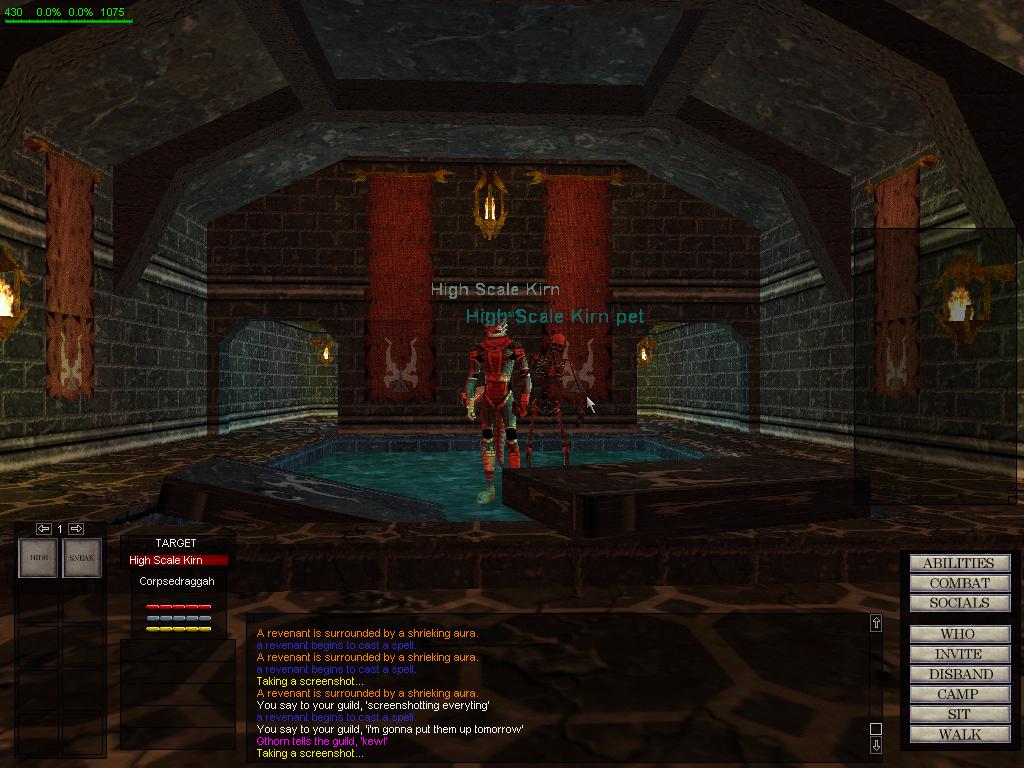 430 0.0% 0.0% 1075
High Scale Kirn
High Scale Kirn pet
1
HIDE SNEAK
TARGET
High Scale Kirn
Corpsedraggah
A revenant is surrounded by a shrieking aura.
a revenant begins to cast a spell.
A revenant is surrounded by a shrieking aura.
a revenant begins to cast a spell.
Taking a screenshot...
A revenant is surrounded by a shrieking aura.
You say to your guild, 'screenshotting everyting'
a revenant begins to cast a spell.
You say to your guild, 'i'm gonna put them up tomorrow'
Gthorn tells the guild, 'kewl'
Taking a screenshot...
ABILITIES
COMBAT
SOCIALS
WHO
INVITE
DISBAND
CAMP
SIT
WALK